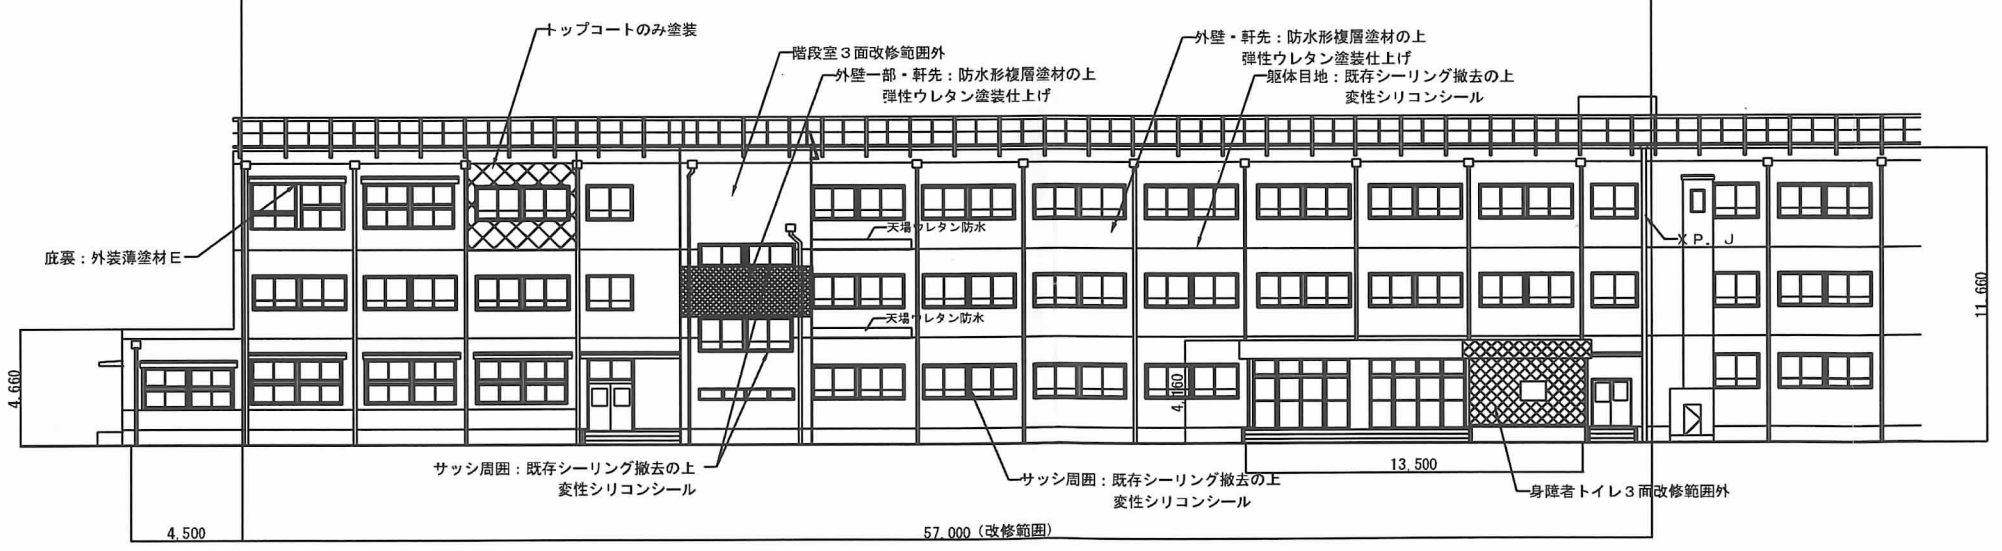 トップコートのみ塗装
階段室３面改修範囲外
外壁一部・軒先：防水形複層塗材の上
弾性ウレタン塗装仕上げ
外壁・軒先：防水形複層塗材の上
弾性ウレタン塗装仕上げ
躯体目地：既存シーリング撤去の上
変性シリコンシール
天場ウレタン防水
ＸＰ．Ｊ
庇裏：外装薄塗材Ｅ
11,660
天場ウレタン防水
4,660
4,160
サッシ周囲：既存シーリング撤去の上
変性シリコンシール
サッシ周囲：既存シーリング撤去の上
変性シリコンシール
13,500
身障者トイレ３面改修範囲外
4,500
57,000（改修範囲）